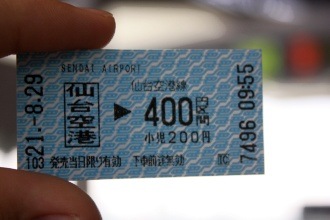 SENDAI AIRPORT
仙台空港線
仙台空港 ▶ 400円区間
小児200円
21.-8.29
103 発売当日限り有効 下車前途無効
7496 09:55